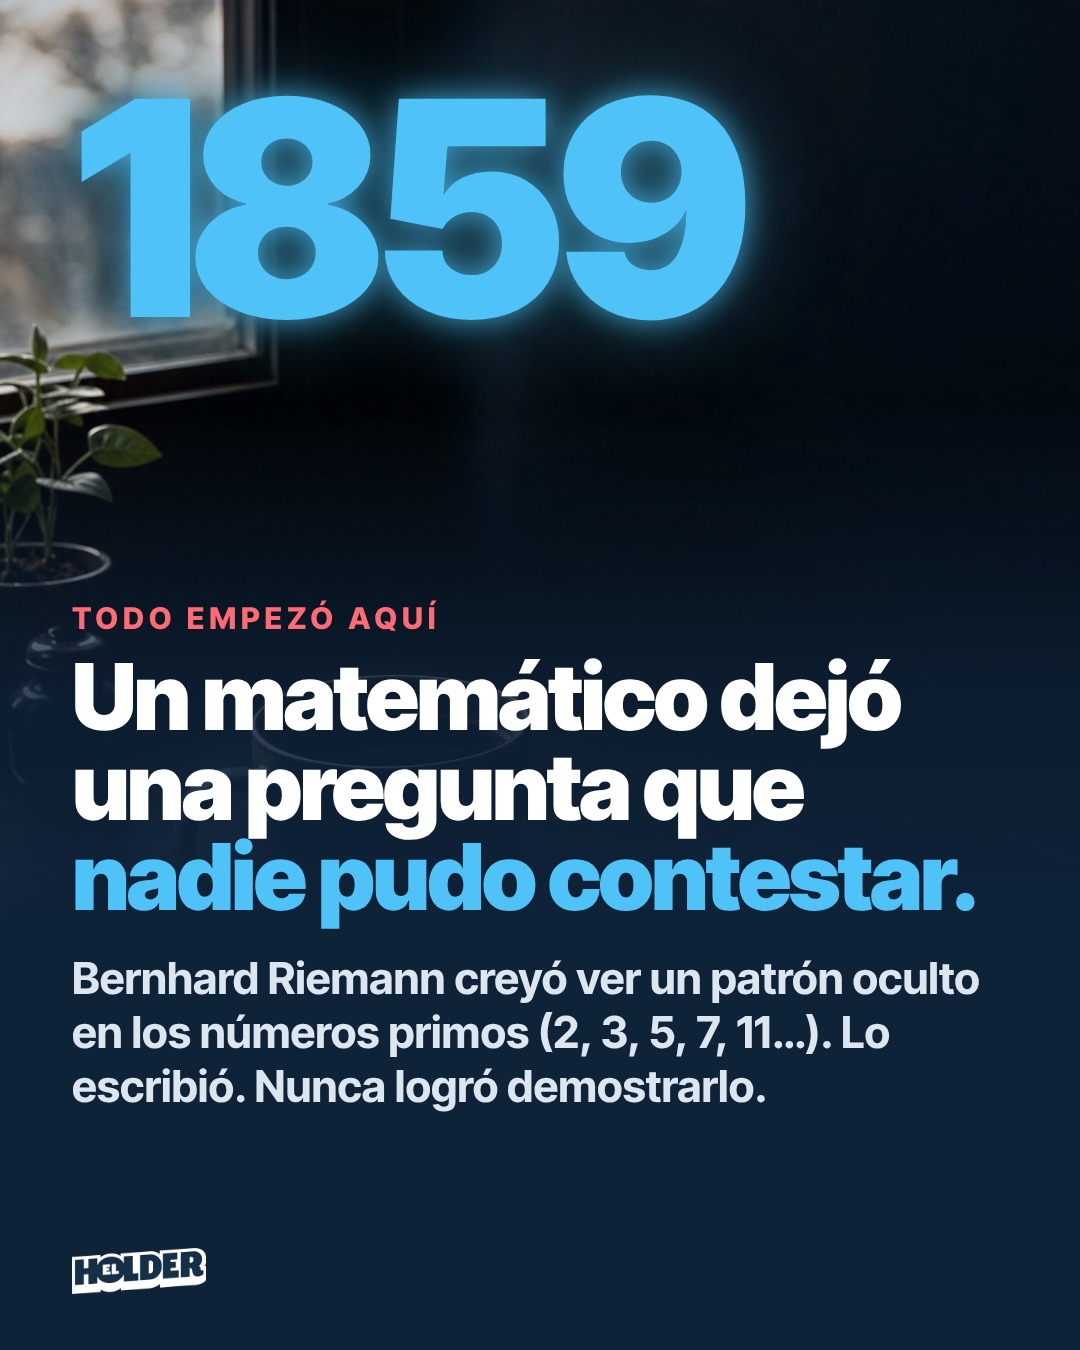 1859
TODO EMPEZÓ AQUÍ
Un matemático dejó
una pregunta que
nadie pudo contestar.
Bernhard Riemann creyó ver un patrón oculto
en los números primos (2, 3, 5, 7, 11...). Lo
escribió. Nunca logró demostrarlo.
EL HOLDER